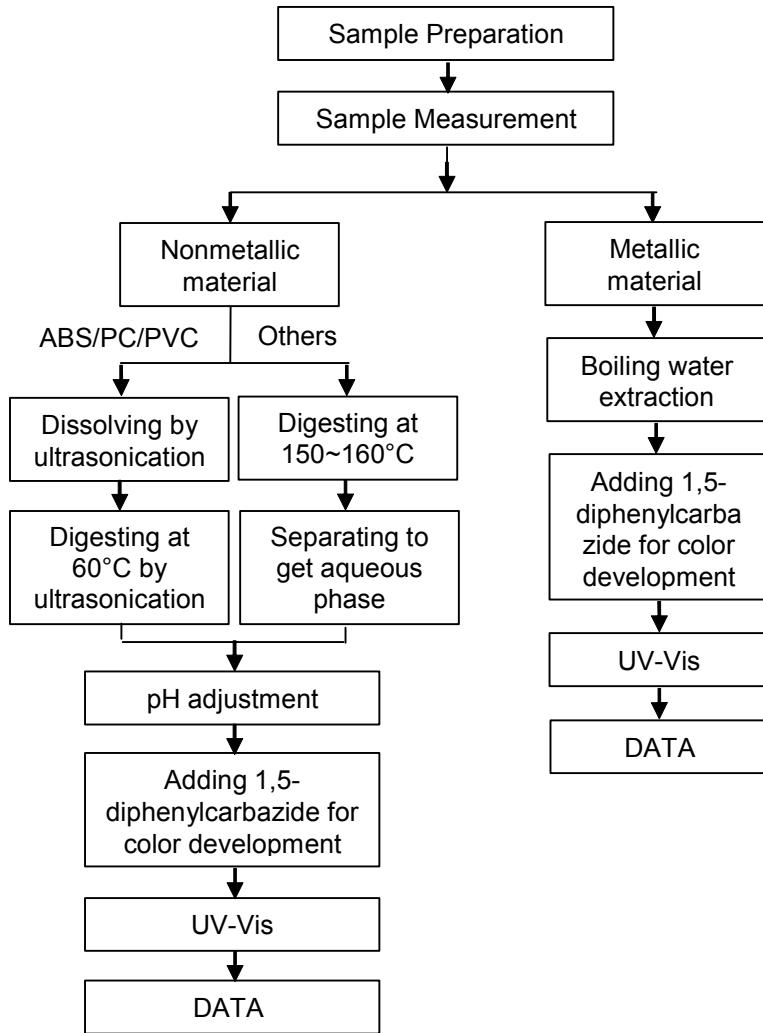 Sample Preparation
Sample Measurement
Nonmetallic
material
Metallic
material
ABS/PC/PVC
Others
Boiling water
extraction
Dissolving by
ultrasonication
Digesting at
150~160°C
Adding 1,5-
diphenylcarba
zide for color
development
Digesting at
60°C by
ultrasonication
Separating to
get aqueous
phase
UV-Vis
pH adjustment
DATA
Adding 1,5-
diphenylcarbazide for
color development
UV-Vis
DATA